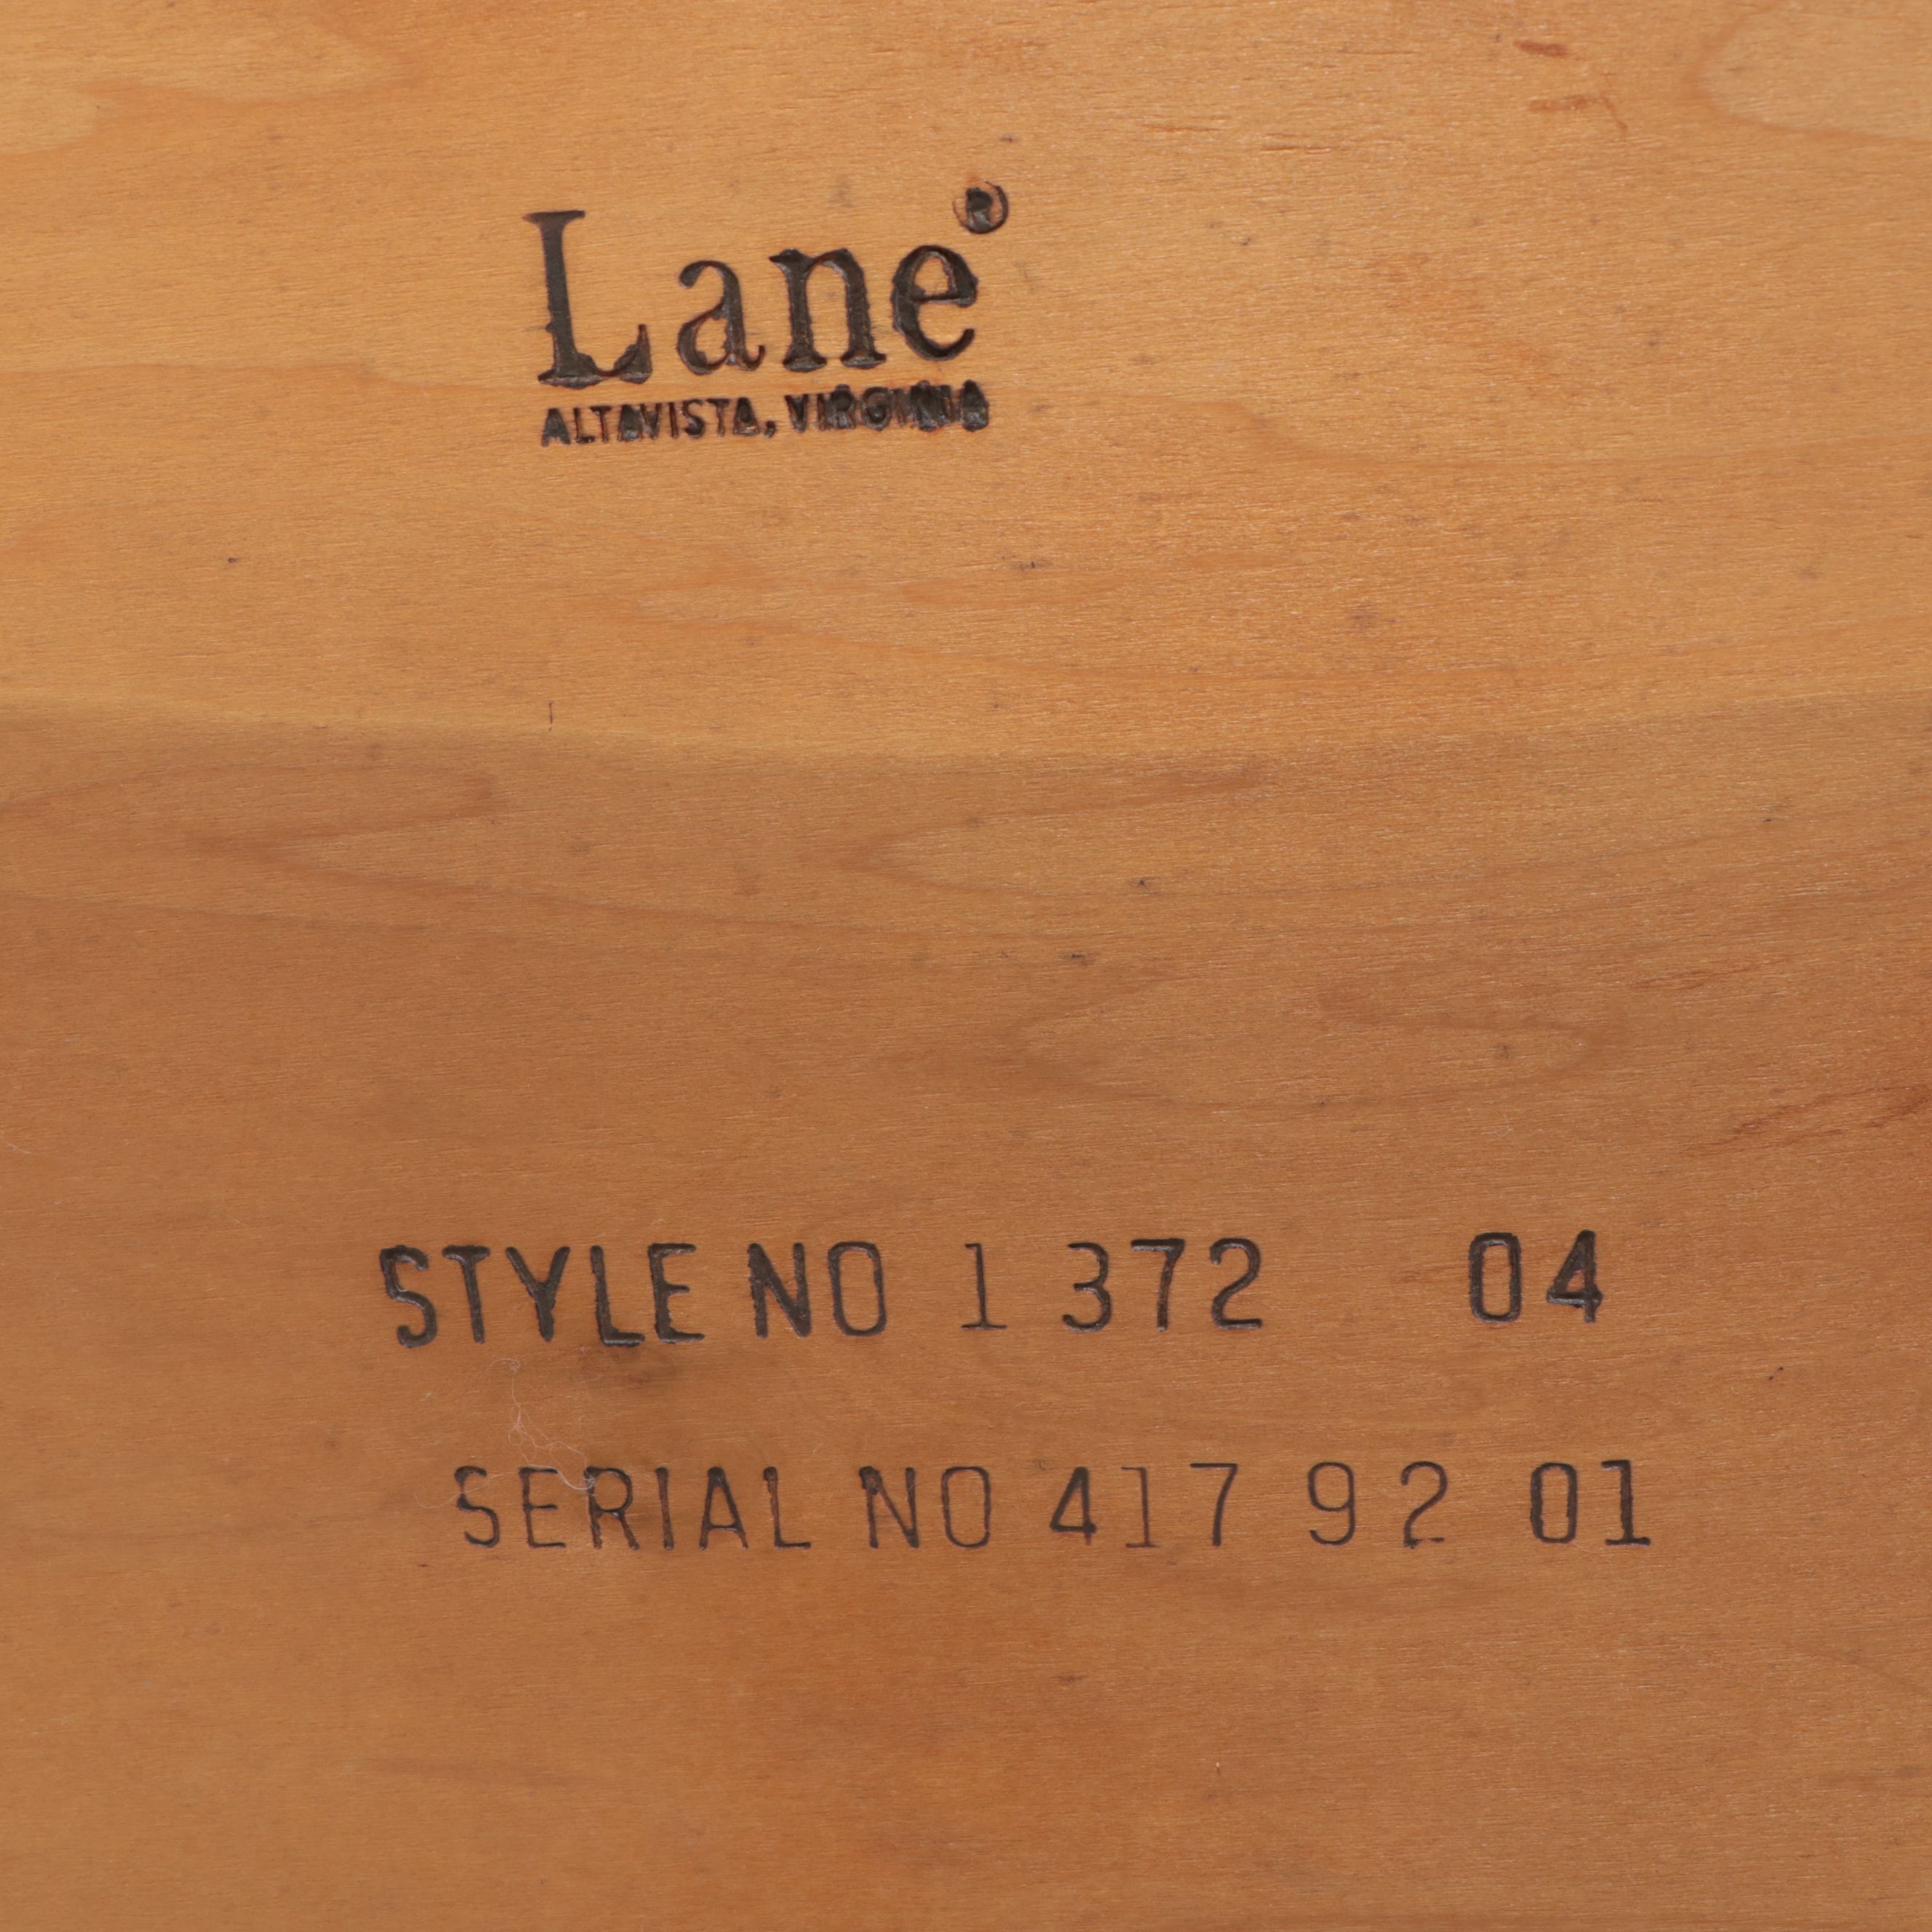 Lane®
ALTAVISTA, VIRGINIA
STYLE NO 1 372 04
SERIAL NO 417 92 01